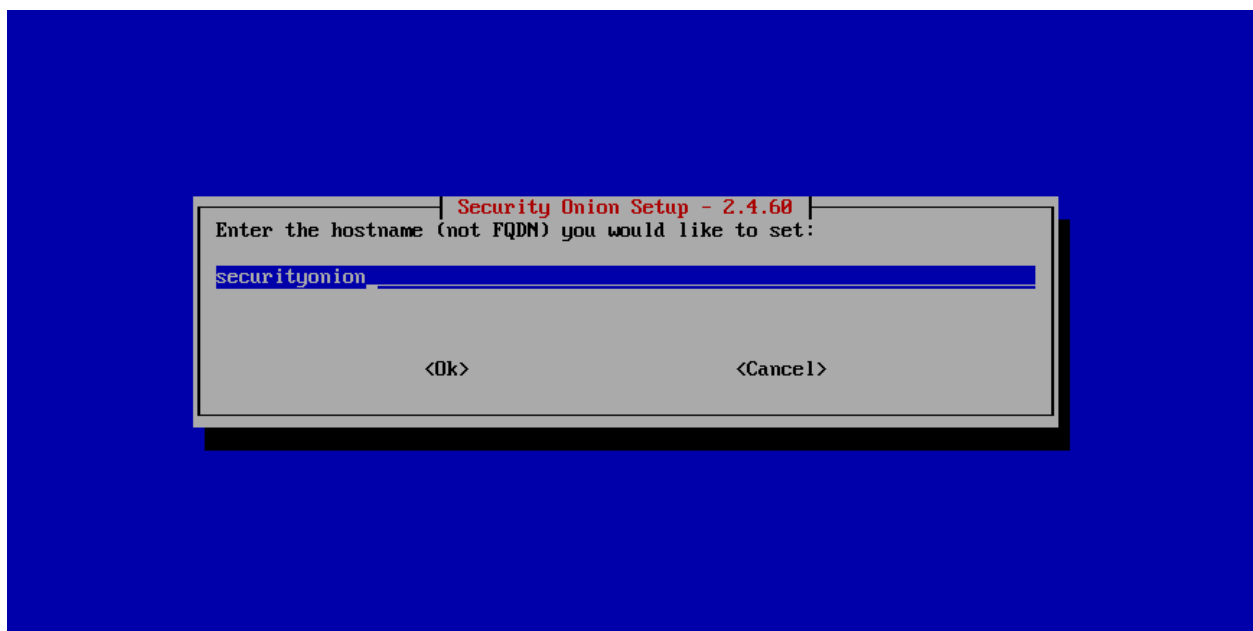 Security Onion Setup - 2.4.60
Enter the hostname (not FQDN) you would like to set:
securityonion
<Ok> <Cancel>